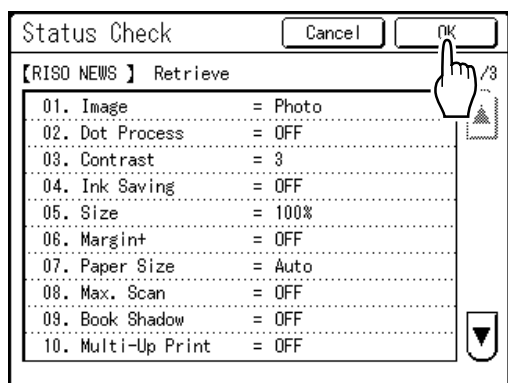 Status Check Cancel OK
【RISO NEWS 】 Retrieve /3
01. Image = Photo
02. Dot Process = OFF
03. Contrast = 3
04. Ink Saving = OFF
05. Size = 100%
06. Margin+ = OFF
07. Paper Size = Auto
08. Max. Scan = OFF
09. Book Shadow = OFF
10. Multi-Up Print = OFF